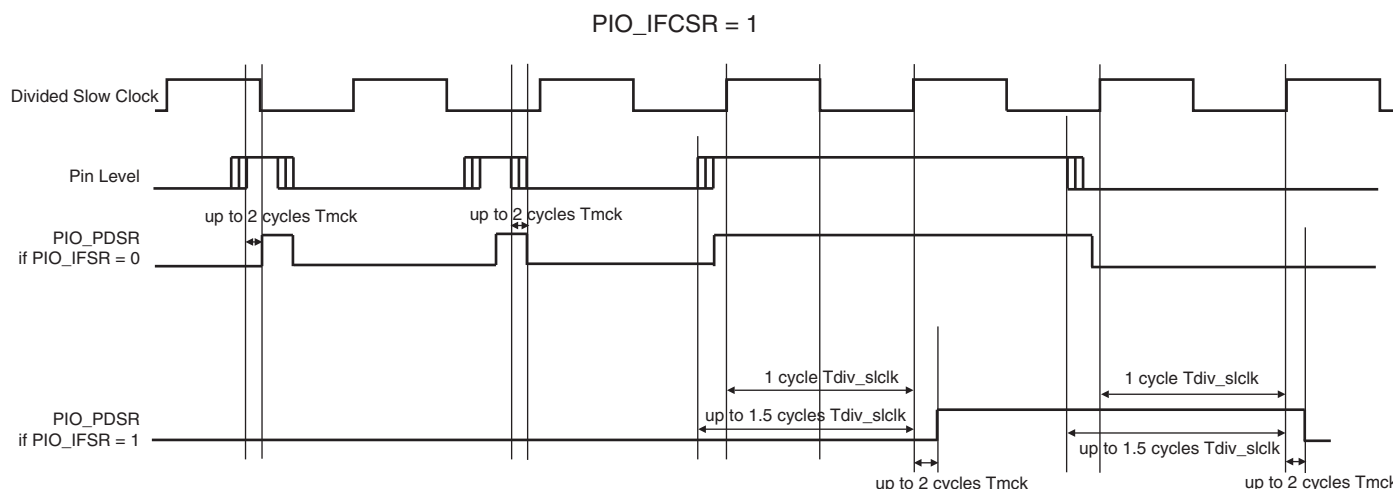 PIO_IFCSR = 1
Divided Slow Clock
Pin Level
up to 2 cycles Tmck
up to 2 cycles Tmck
PIO_PDSR
if PIO_IFSR = 0
1 cycle Tdiv_slclk
1 cycle Tdiv_slclk
PIO_PDSR
if PIO_IFSR = 1
up to 1.5 cycles Tdiv_slclk
up to 1.5 cycles Tdiv_slclk
up to 2 cycles Tmck
up to 2 cycles Tmck